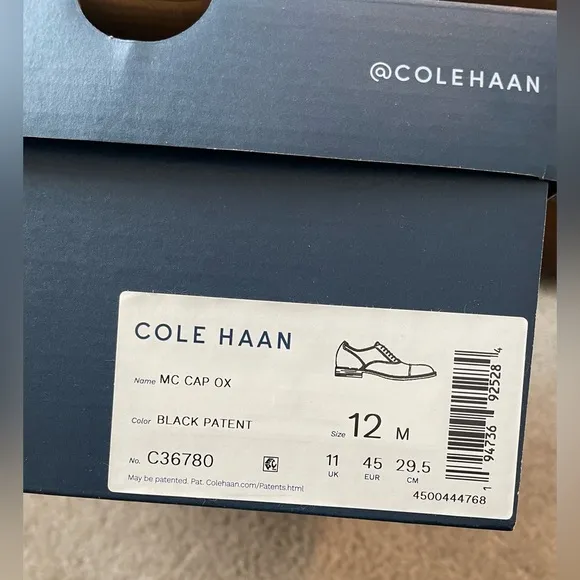 @COLEHAAN
COLE HAAN
Name MC CAP OX
Color BLACK PATENT
Size 12 M
No. C36780
11 45 29.5
UK EUR CM
May be patented. Pat. Colehaan.com/Patents.html
4500444768
1 94736 92528 4